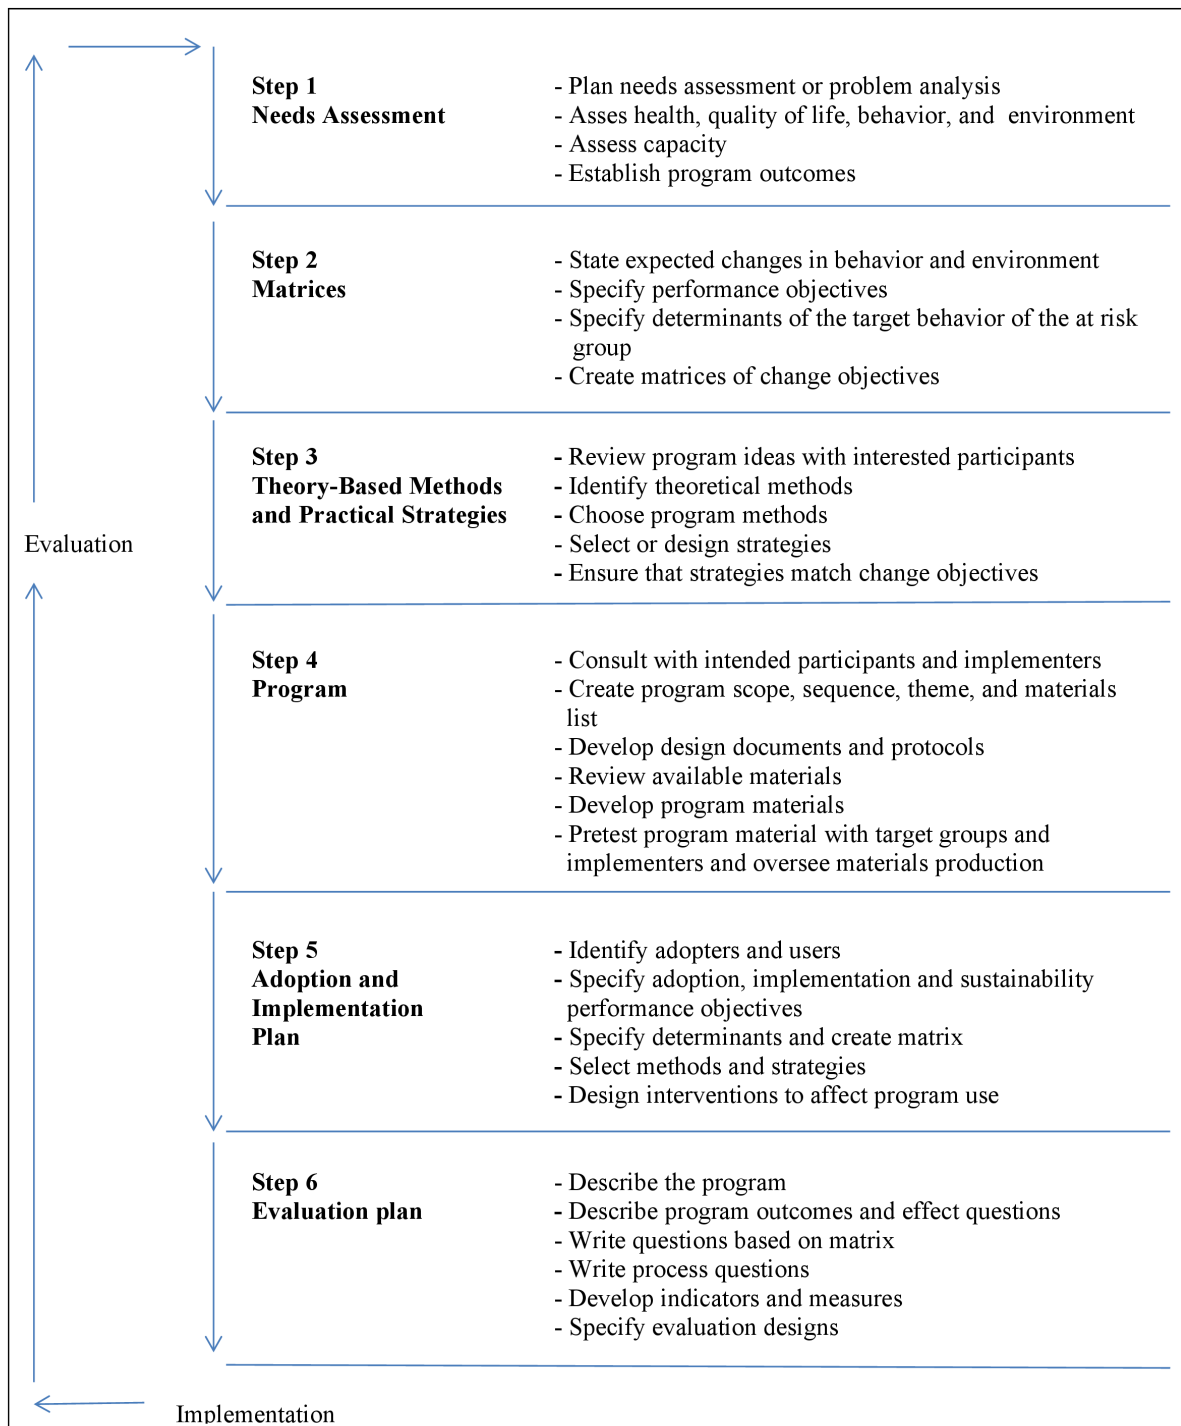 Step 1
Needs Assessment
- Plan needs assessment or problem analysis
- Asses health, quality of life, behavior, and environment
- Assess capacity
- Establish program outcomes
Step 2
Matrices
- State expected changes in behavior and environment
- Specify performance objectives
- Specify determinants of the target behavior of the at risk
group
- Create matrices of change objectives
Step 3
Theory-Based Methods
and Practical Strategies
- Review program ideas with interested participants
- Identify theoretical methods
- Choose program methods
- Select or design strategies
- Ensure that strategies match change objectives
Evaluation
Step 4
Program
- Consult with intended participants and implementers
- Create program scope, sequence, theme, and materials
list
- Develop design documents and protocols
- Review available materials
- Develop program materials
- Pretest program material with target groups and
implementers and oversee materials production
Step 5
Adoption and
Implementation
Plan
- Identify adopters and users
- Specify adoption, implementation and sustainability
performance objectives
- Specify determinants and create matrix
- Select methods and strategies
- Design interventions to affect program use
Step 6
Evaluation plan
- Describe the program
- Describe program outcomes and effect questions
- Write questions based on matrix
- Write process questions
- Develop indicators and measures
- Specify evaluation designs
Implementation